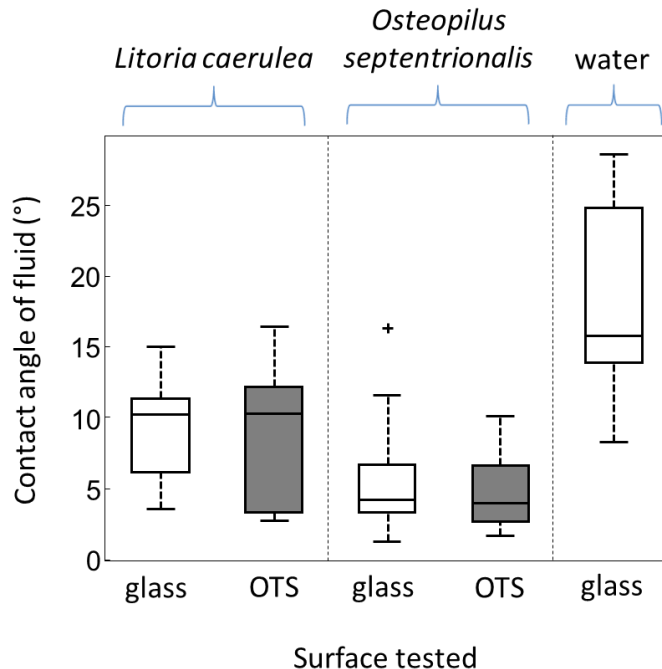 Osteopilus
Litoria caerulea septentrionalis water
Contact angle of fluid (°)
25
20
15
10
5
0
glass OTS glass OTS glass
Surface tested